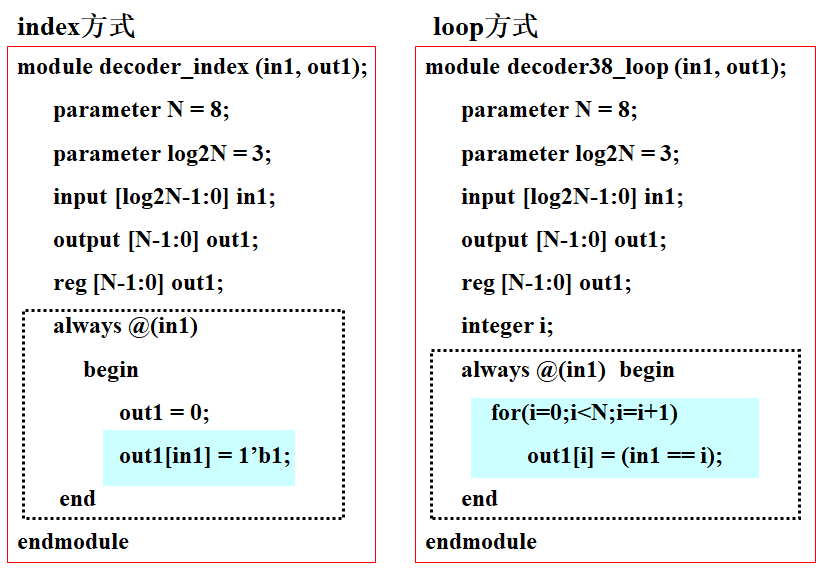 index方式
module decoder_index (in1, out1);
parameter N = 8;
parameter log2N = 3;
input [log2N-1:0] in1;
output [N-1:0] out1;
reg [N-1:0] out1;
always @(in1)
begin
out1 = 0;
out1[in1] = 1’b1;
end
endmodule
loop方式
module decoder38_loop (in1, out1);
parameter N = 8;
parameter log2N = 3;
input [log2N-1:0] in1;
output [N-1:0] out1;
reg [N-1:0] out1;
integer i;
always @(in1) begin
for(i=0;i<N;i=i+1)
out1[i] = (in1 == i);
end
endmodule